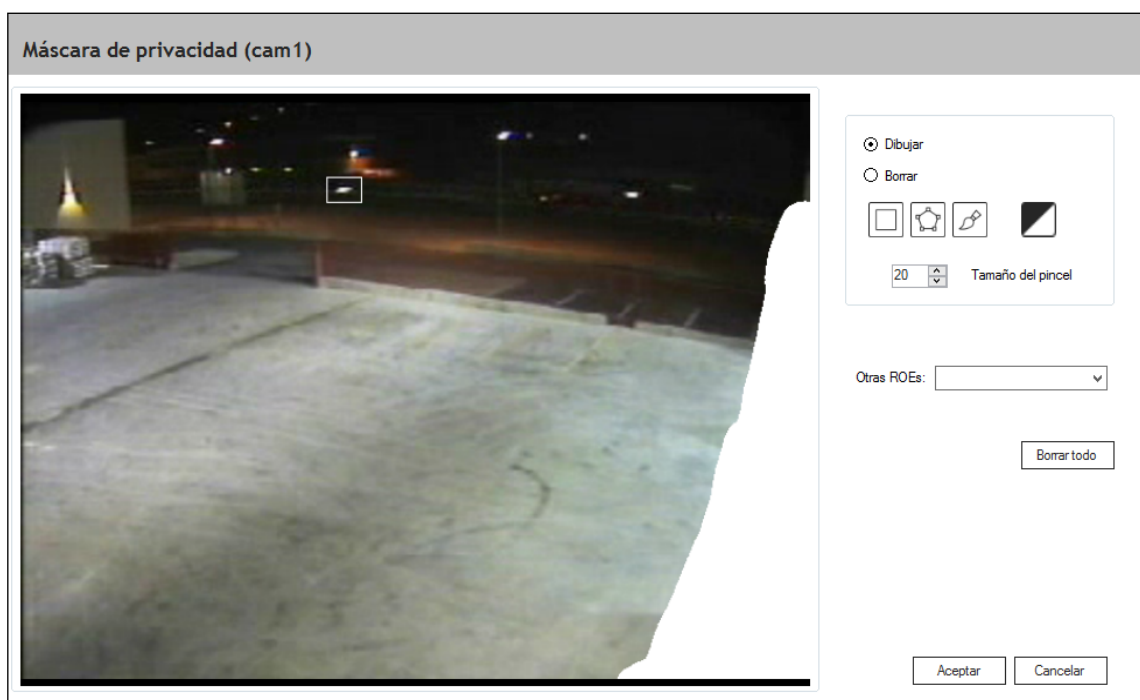 Máscara de privacidad (cam1)
Dibujar
Borrar
20 Tamaño del pincel
Otras ROEs:
Borrar todo
Aceptar Cancelar